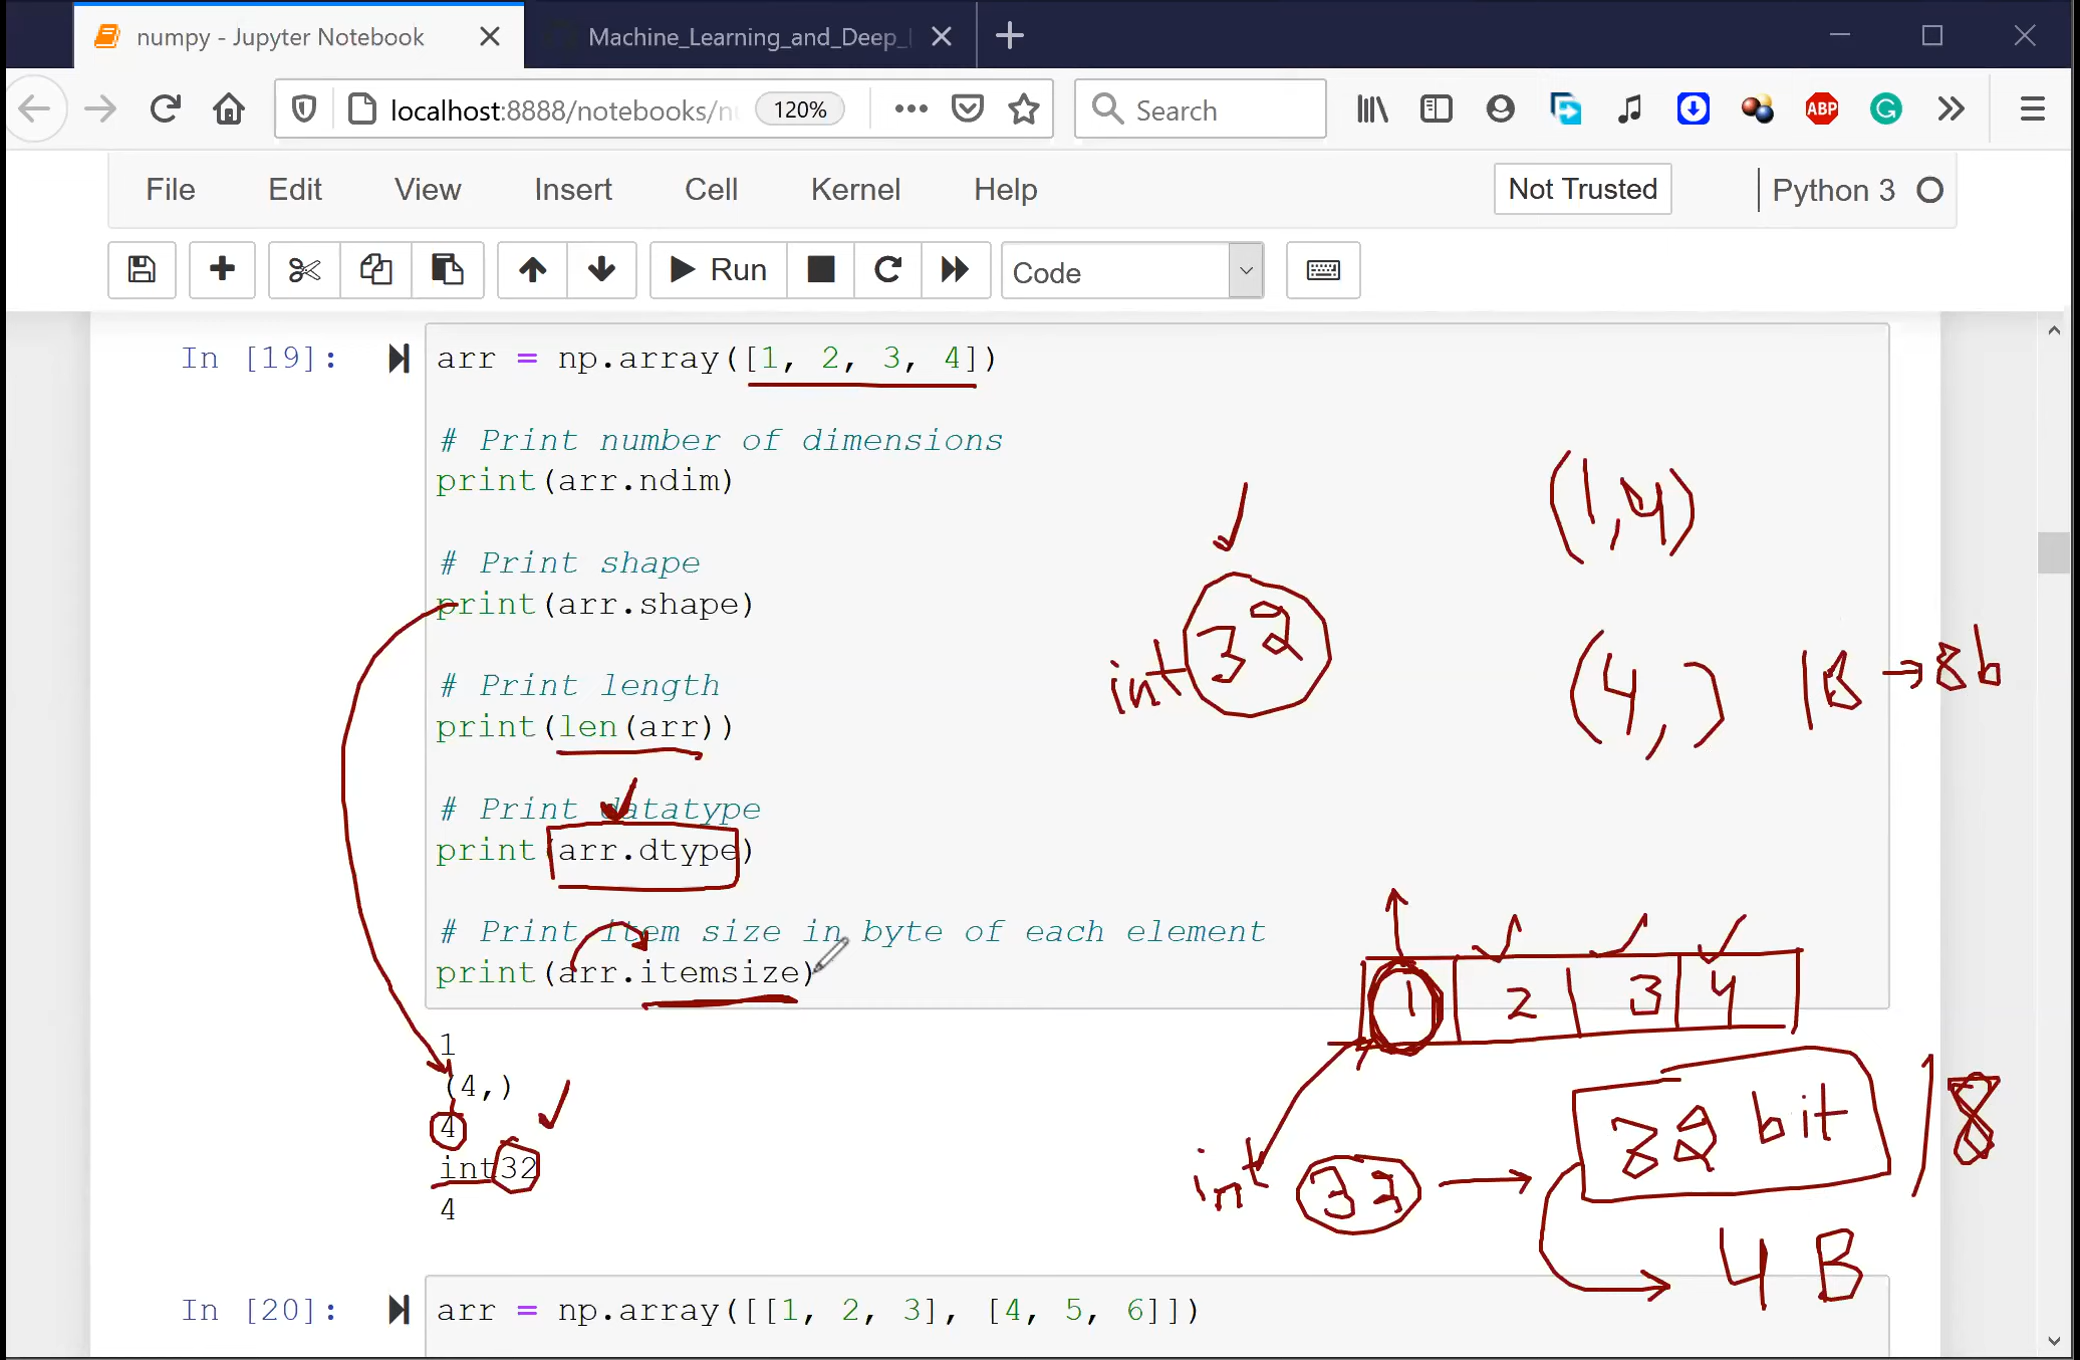 numpy - Jupyter Notebook
Machine_Learning_and_Deep_
localhost:8888/notebooks/n
120%
Search
ABP
File Edit View Insert Cell Kernel Help
Not Trusted
Python 3
Run
Code
In [19]:
arr = np.array([1, 2, 3, 4])
# Print number of dimensions
print(arr.ndim)
(1,4)
# Print shape
print(arr.shape)
int 32
(4, )
1B → 8b
# Print length
print(len(arr))
# Print datatype
print(arr.dtype)
# Print item size in byte of each element
print(arr.itemsize)
1 2 3 4
1
(4,)
4
int32
4
int 32 → 32 bit / 8
4 B
In [20]:
arr = np.array([[1, 2, 3], [4, 5, 6]])